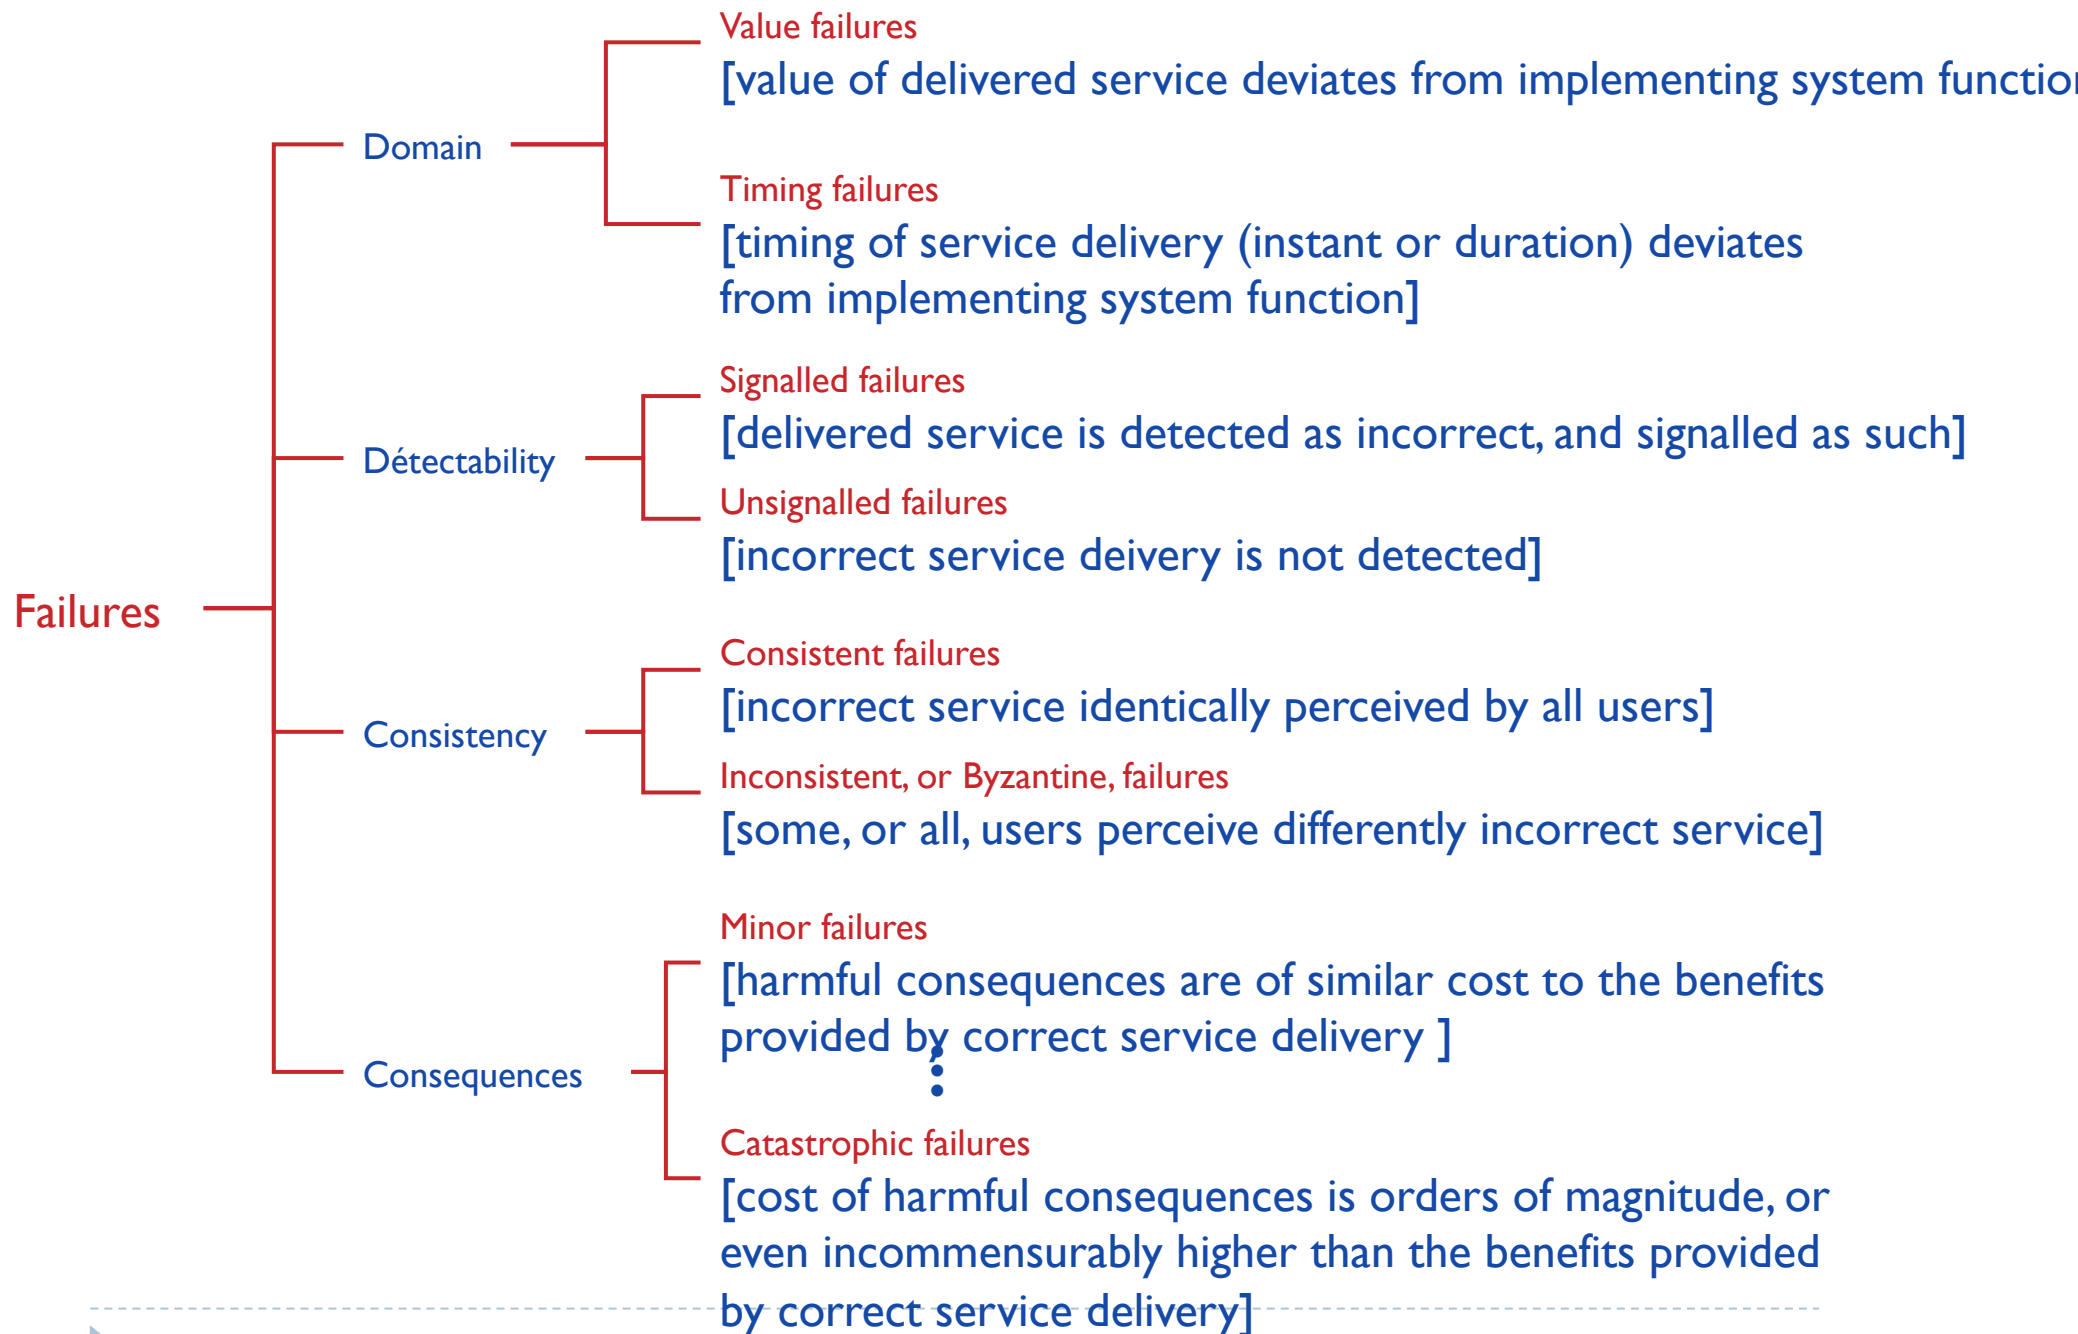 Value failures
[value of delivered service deviates from implementing system function
Domain
Timing failures
[timing of service delivery (instant or duration) deviates
from implementing system function]
Signalled failures
[delivered service is detected as incorrect, and signalled as such]
Détectability
Unsignalled failures
[incorrect service deivery is not detected]
Failures
Consistent failures
[incorrect service identically perceived by all users]
Consistency
Inconsistent, or Byzantine, failures
[some, or all, users perceive differently incorrect service]
Minor failures
[harmful consequences are of similar cost to the benefits
provided by correct service delivery ]
Consequences
Catastrophic failures
[cost of harmful consequences is orders of magnitude, or
even incommensurably higher than the benefits provided
by correct service delivery]